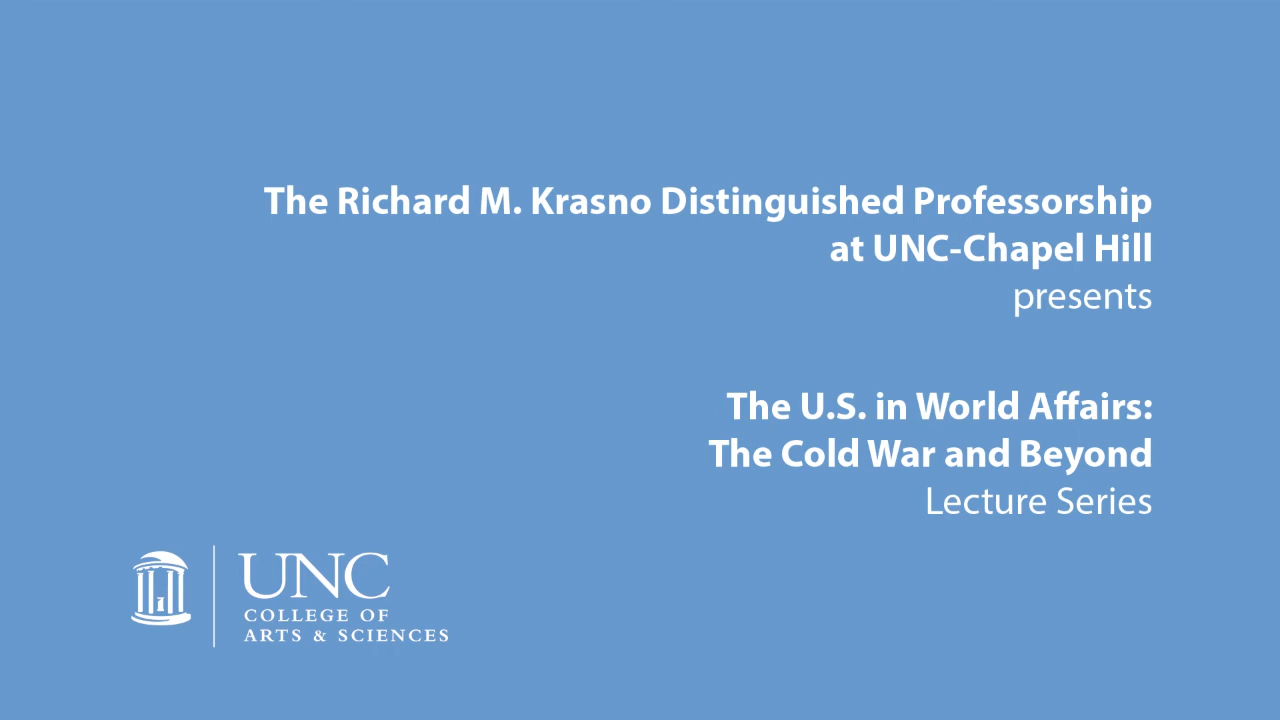 The Richard M. Krasno Distinguished Professorship
at UNC-Chapel Hill
presents
The U.S. in World Affairs:
The Cold War and Beyond
Lecture Series
UNC
COLLEGE OF
ARTS & SCIENCES